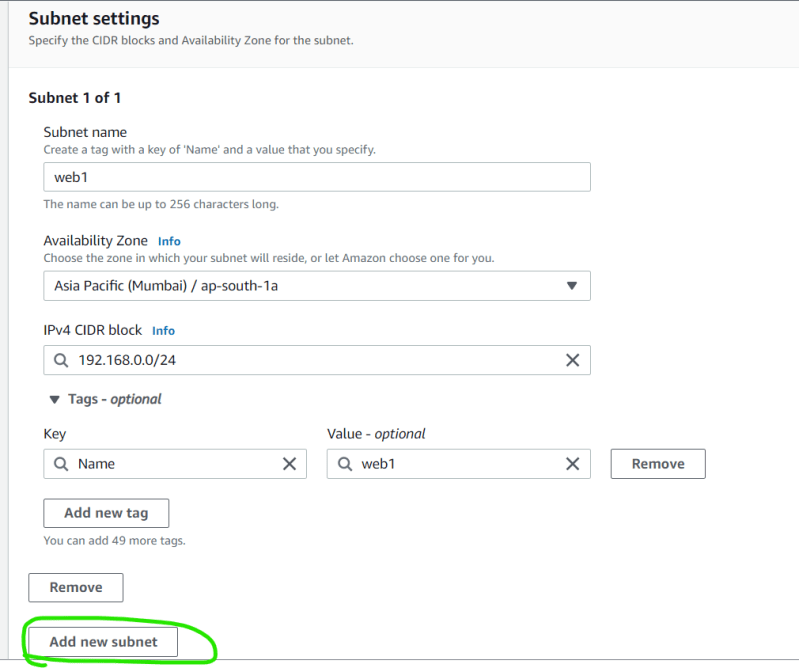 Subnet settings
Specify the CIDR blocks and Availability Zone for the subnet.
Subnet 1 of 1
Subnet name
Create a tag with a key of 'Name' and a value that you specify.
web1
The name can be up to 256 characters long.
Availability Zone Info
Choose the zone in which your subnet will reside, or let Amazon choose one for you.
Asia Pacific (Mumbai) / ap-south-1a
IPv4 CIDR block Info
192.168.0.0/24
Tags - optional
Key Value - optional
Name web1 Remove
Add new tag
You can add 49 more tags.
Remove
Add new subnet